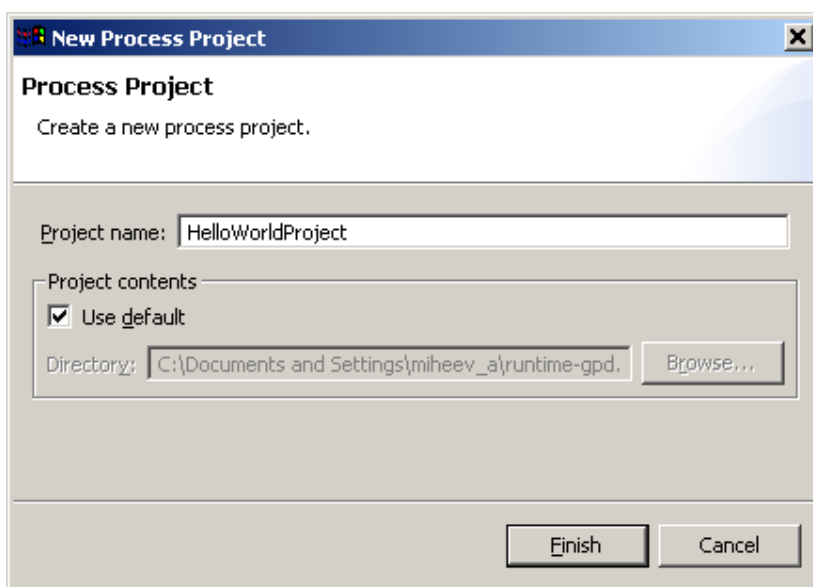 New Process Project
Process Project
Create a new process project.
Project name: HelloWorldProject
Project contents
Use default
Directory: C:\Documents and Settings\miheev_a\runtime-gpd. Browse...
Finish Cancel